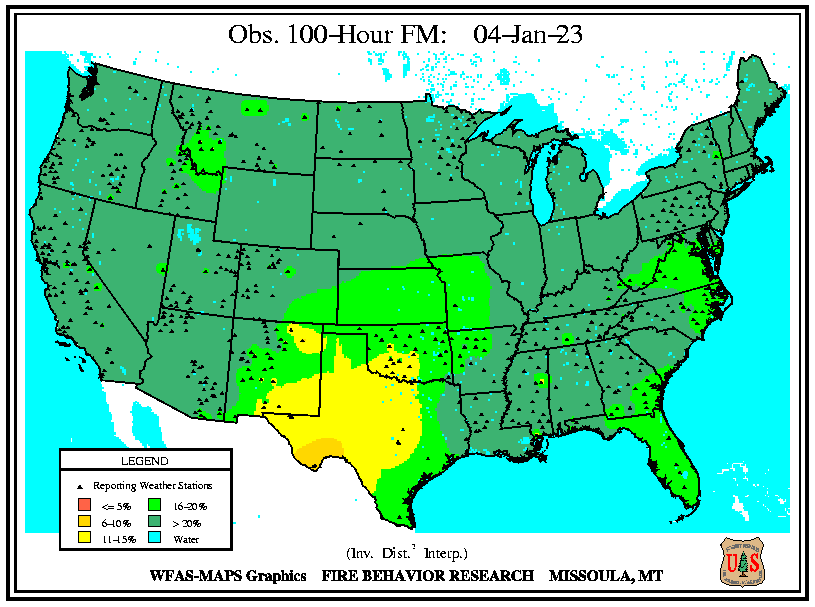 Obs. 100-Hour FM: 04-Jan-23
LEGEND
Reporting Weather Stations
<= 5%
16-20%
6-10%
> 20%
11-15%
Water
(Inv. Dist.² Interp.)
WFAS-MAPS Graphics FIRE BEHAVIOR RESEARCH MISSOULA, MT
U S